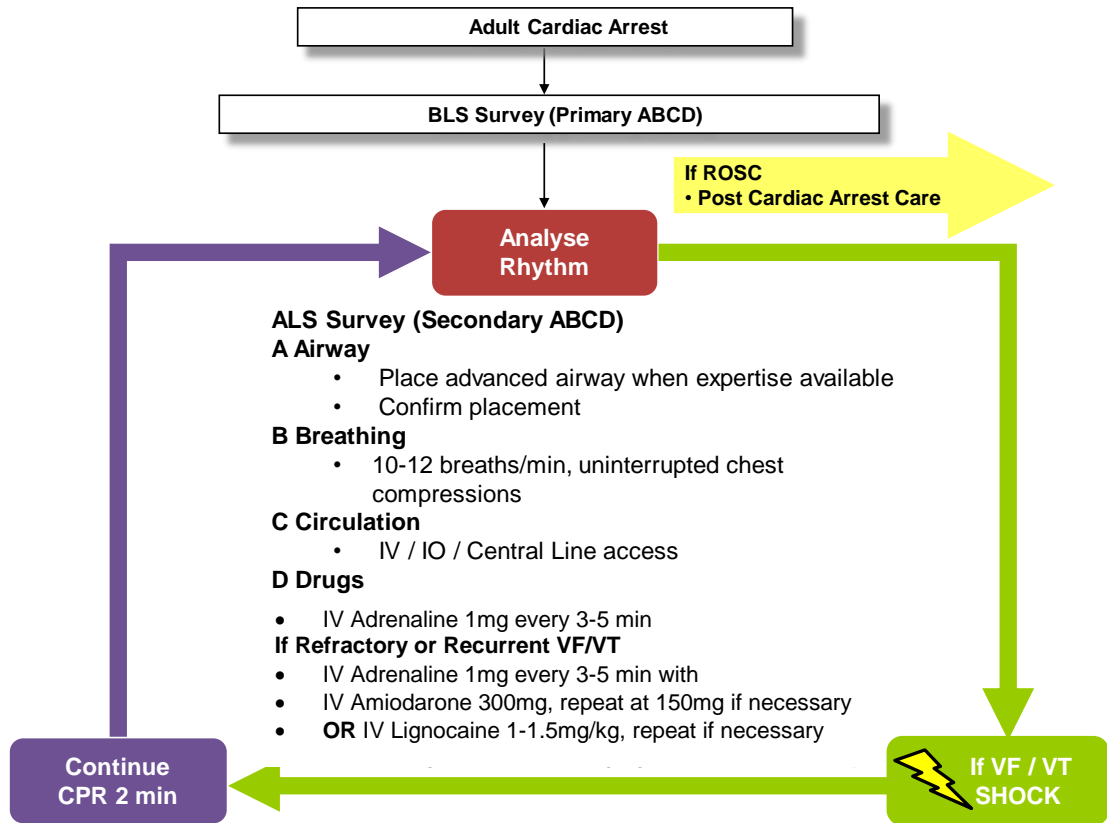 Adult Cardiac Arrest
BLS Survey (Primary ABCD)
If ROSC
• Post Cardiac Arrest Care
Analyse
Rhythm
ALS Survey (Secondary ABCD)
A Airway
• Place advanced airway when expertise available
• Confirm placement
B Breathing
• 10-12 breaths/min, uninterrupted chest
compressions
C Circulation
• IV / IO / Central Line access
D Drugs
• IV Adrenaline 1mg every 3-5 min
If Refractory or Recurrent VF/VT
• IV Adrenaline 1mg every 3-5 min with
• IV Amiodarone 300mg, repeat at 150mg if necessary
• OR IV Lignocaine 1-1.5mg/kg, repeat if necessary
Continue
CPR 2 min
If VF / VT
SHOCK